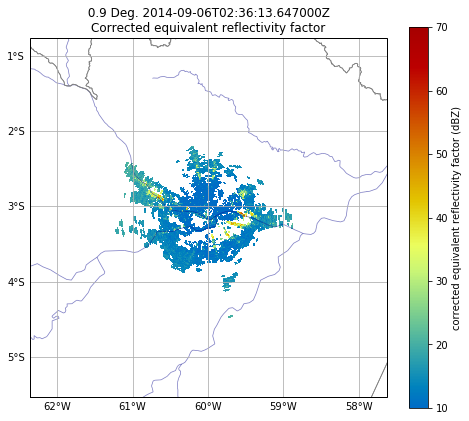 0.9 Deg. 2014-09-06T02:36:13.647000Z
Corrected equivalent reflectivity factor
1°S
2°S
3°S
4°S
5°S
62°W 61°W 60°W 59°W 58°W
70
60
50
40
30
20
10
corrected equivalent reflectivity factor (dBZ)